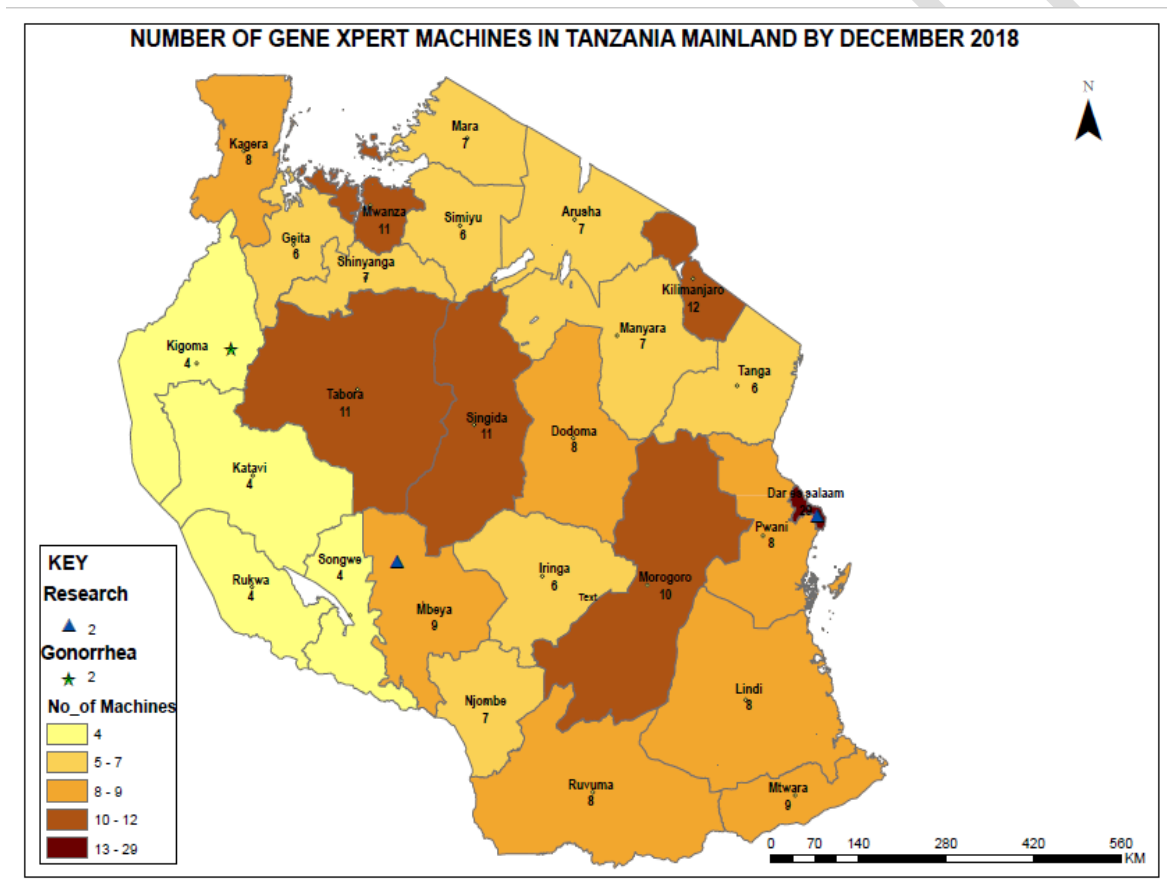 NUMBER OF GENE XPERT MACHINES IN TANZANIA MAINLAND BY DECEMBER 2018
N
Mara
7
Kagera
8
Mwanza
11
Simiyu
6
Arusha
7
Geita
6
Shinyanga
7
Kilimanjaro
12
Manyara
7
Kigoma
4
Tanga
6
Tabora
11
Singida
11
Dodoma
8
Katavi
4
Dar es salaam
Pwani
8
Songwe
4
Iringa
6
Text
Morogoro
10
Rukwa
4
Mbeya
9
Lindi
8
Njombe
7
Ruvuma
8
Mtwara
9
KEY
Research
2
Gonorrhea
2
No_of Machines
4
5 - 7
8 - 9
10 - 12
13 - 29
0 70 140 280 420 560
KM